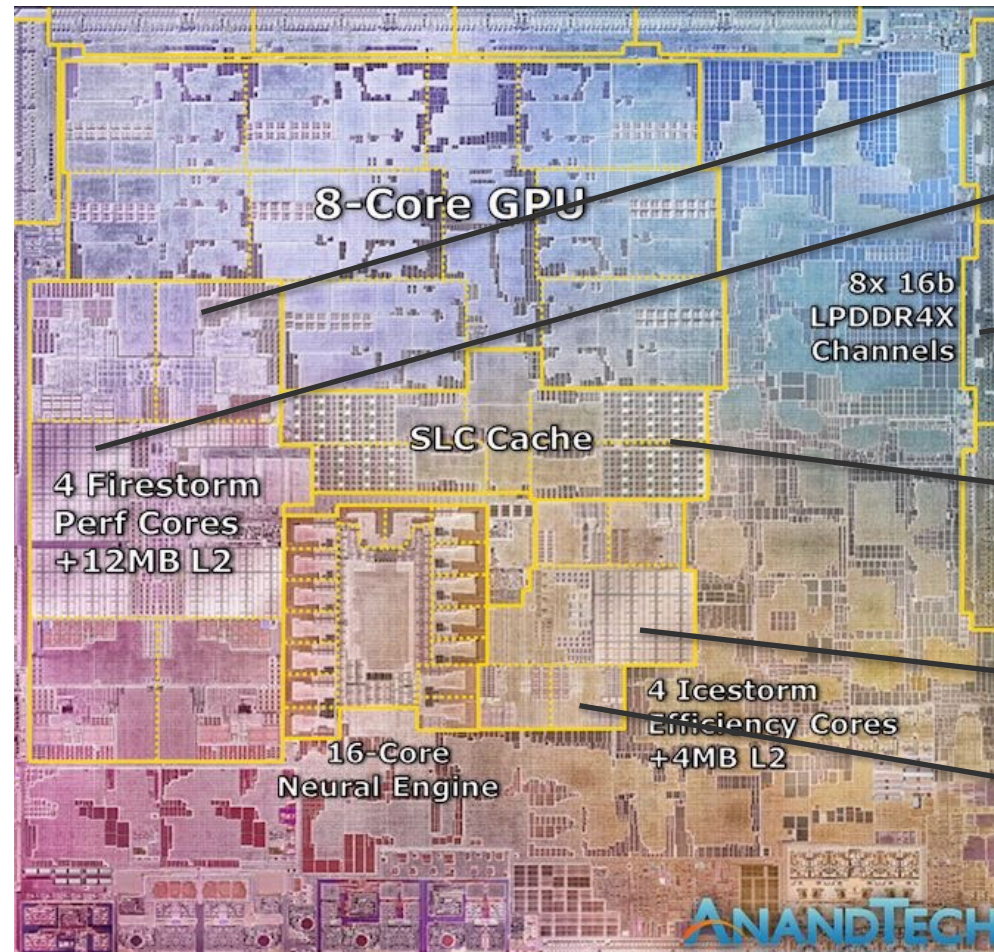 8-Core GPU
8x 16b
LPDDR4X
Channels
SLC Cache
4 Firestorm
Perf Cores
+12MB L2
4 Icestorm
Efficiency Cores
+4MB L2
16-Core
Neural Engine
ANANDTECH